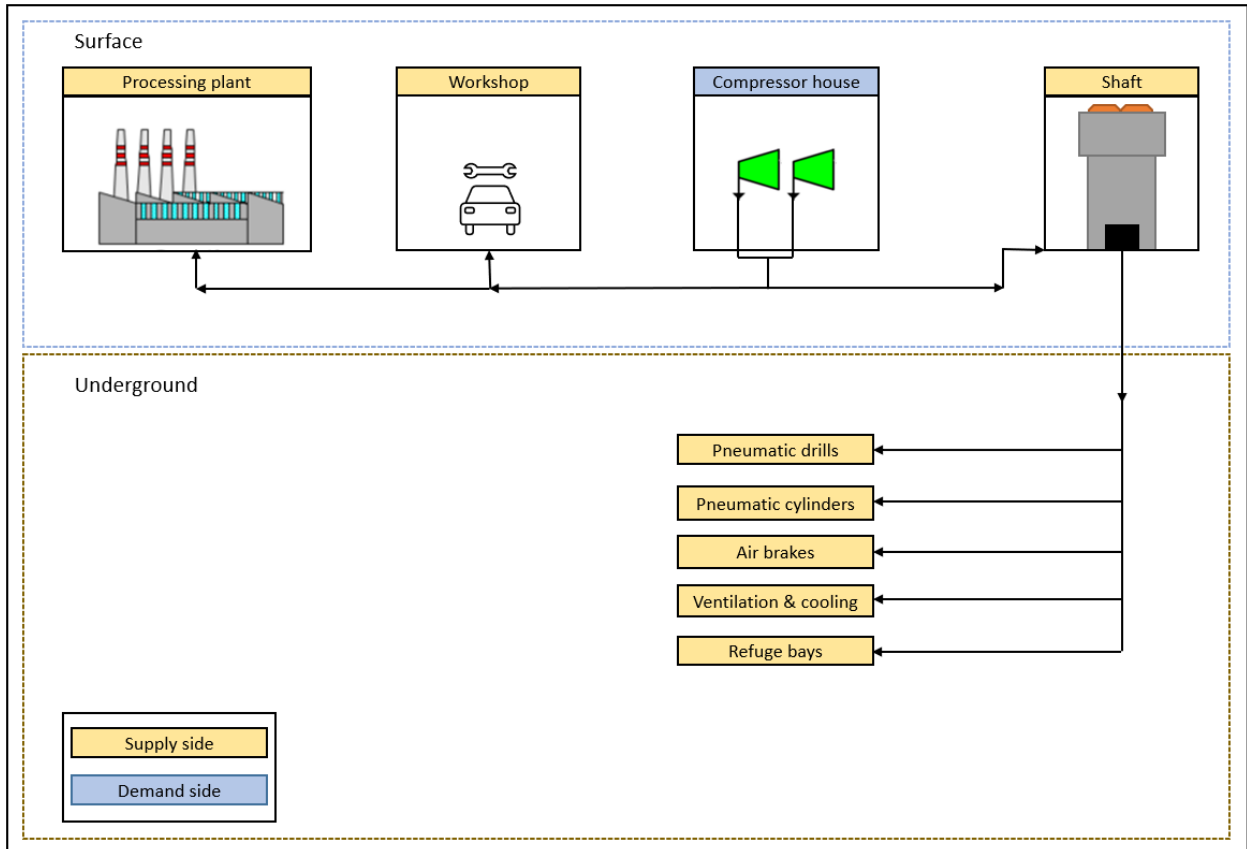 Surface
Processing plant
Workshop
Compressor house
Shaft
Underground
Pneumatic drills
Pneumatic cylinders
Air brakes
Ventilation & cooling
Refuge bays
Supply side
Demand side